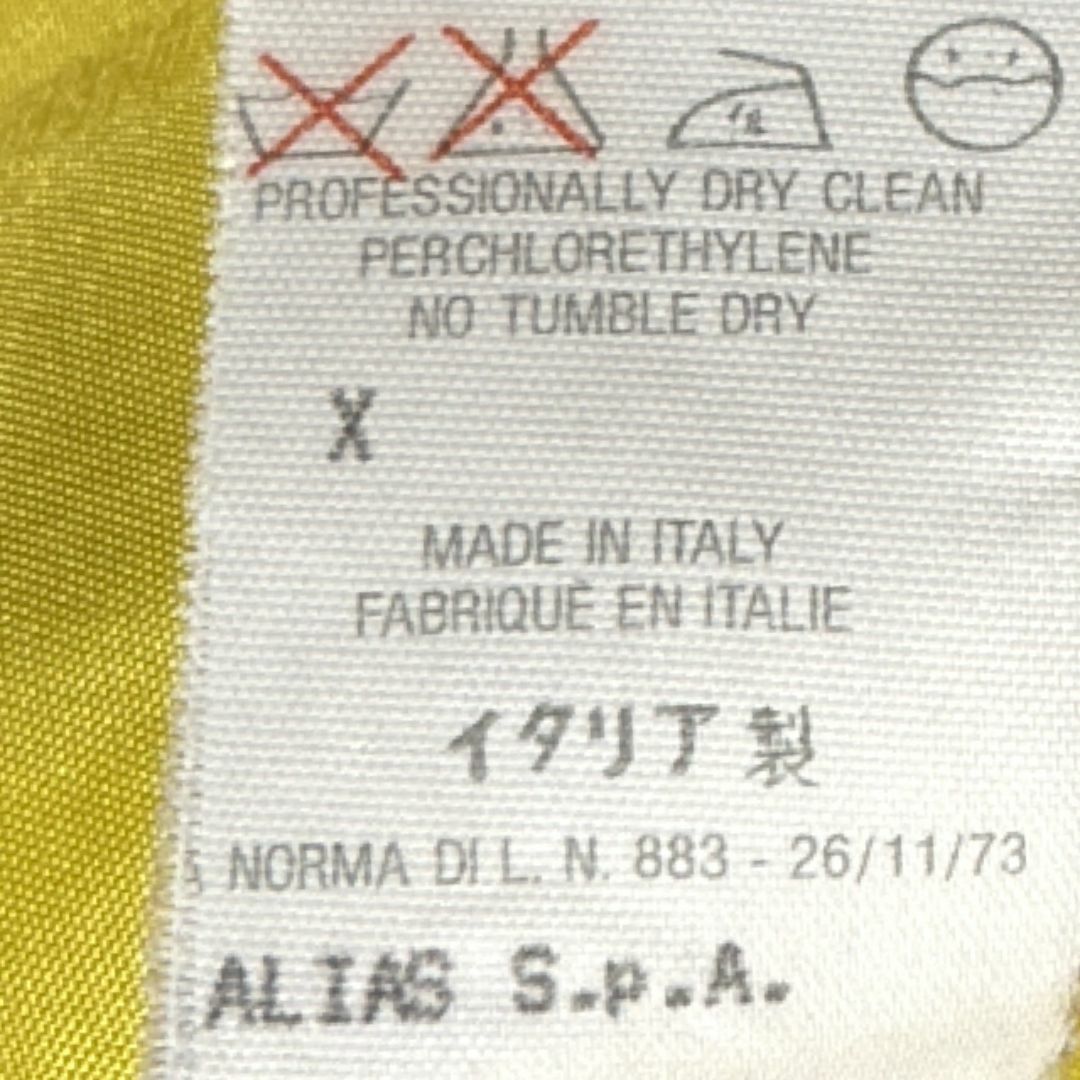 PROFESSIONALLY DRY CLEAN
PERCHLORETHYLENE
NO TUMBLE DRY
X
MADE IN ITALY
FABRIQUÉ EN ITALIE
イタリア製
NORMA DI L. N. 883 - 26/11/73
ALIAS S.p.A.